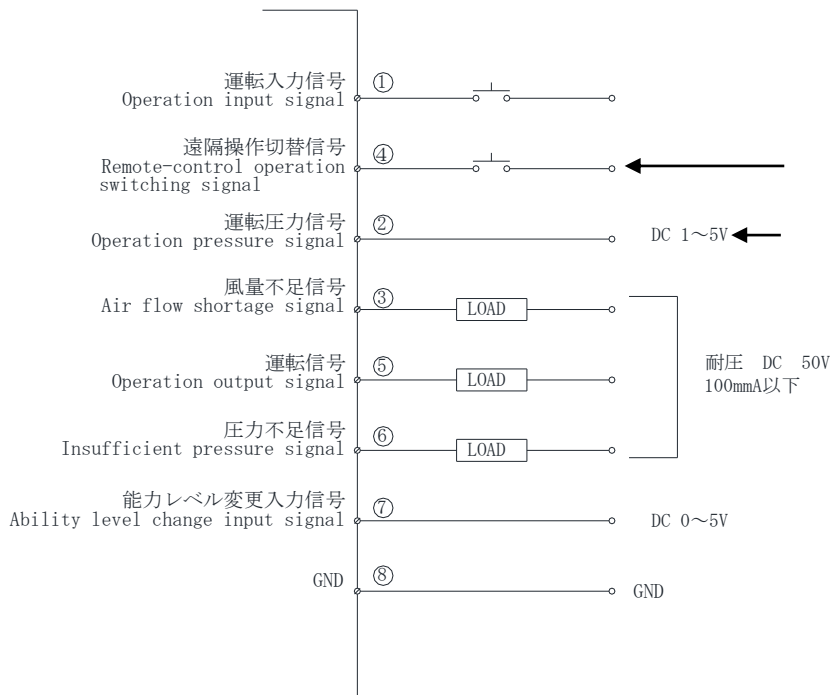 運転入力信号 ①
Operation input signal
遠隔操作切替信号 ④
Remote-control operation
switching signal
運転圧力信号 ②
Operation pressure signal
DC 1～5V
風量不足信号 ③
Air flow shortage signal
LOAD
運転信号 ⑤
Operation output signal
LOAD
耐圧 DC 50V
100mmA以下
圧力不足信号 ⑥
Insufficient pressure signal
LOAD
能力レベル変更入力信号 ⑦
Ability level change input signal
DC 0～5V
GND ⑧
GND